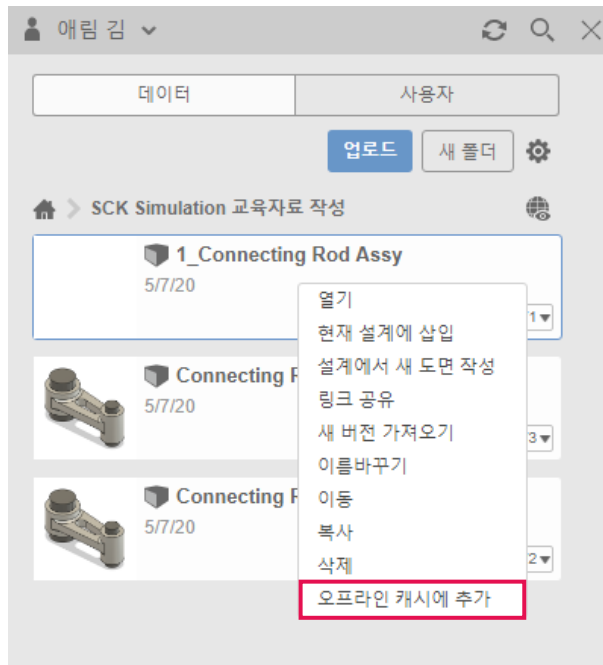 애림 김
데이터 사용자
업로드 새 폴더
SCK Simulation 교육자료 작성
1_Connecting Rod Assy
5/7/20
열기
현재 설계에 삽입
설계에서 새 도면 작성
링크 공유
새 버전 가져오기
이름바꾸기
이동
복사
삭제
오프라인 캐시에 추가
1
Connecting
5/7/20
3
Connecting
5/7/20
2